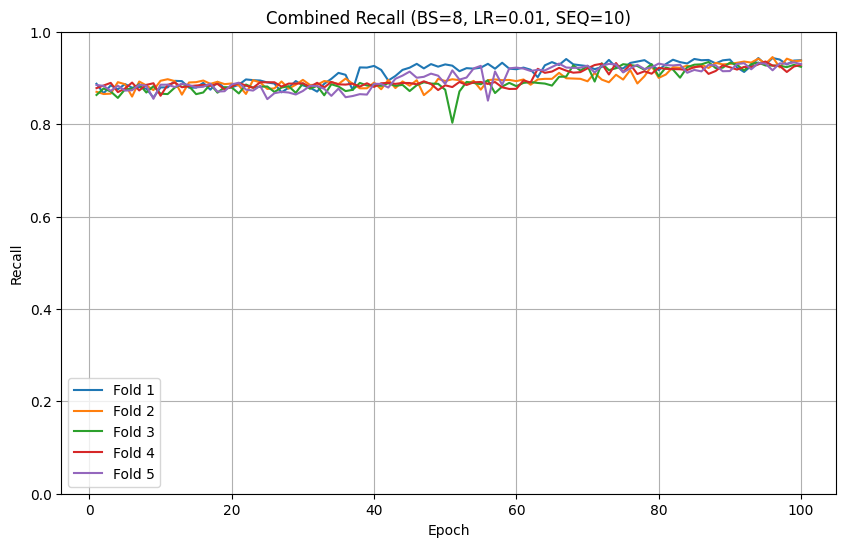 Combined Recall (BS=8, LR=0.01, SEQ=10)
1.0
0.8
0.6
0.4
0.2
0.0
Recall
Fold 1
Fold 2
Fold 3
Fold 4
Fold 5
0 20 40 60 80 100
Epoch